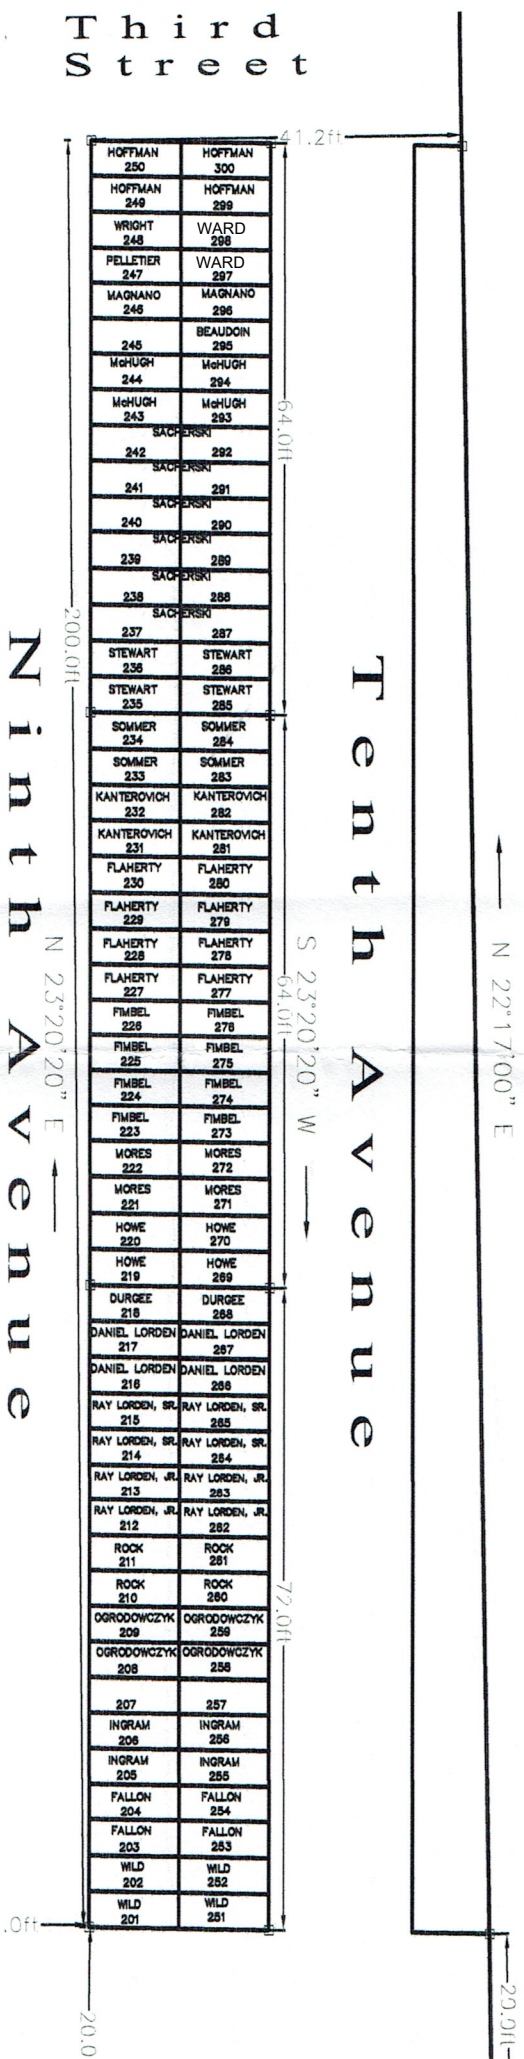 Third
Street
41.2ft
HOFFMAN HOFFMAN
250 300
HOFFMAN HOFFMAN
249 299
WRIGHT WARD
248 298
PELLETIER WARD
247 297
MAGNANO MAGNANO
246 296
BEAUDOIN
245 295
McHUGH McHUGH
244 294
McHUGH McHUGH
243 293
SACHERSKI
242 292
SACHERSKI
241 291
SACHERSKI
240 290
SACHERSKI
239 289
SACHERSKI
238 288
SACHERSKI
237 287
STEWART STEWART
236 286
STEWART STEWART
235 285
SOMMER SOMMER
234 284
SOMMER SOMMER
233 283
KANTEROVICH KANTEROVICH
232 282
KANTEROVICH KANTEROVICH
231 281
FLAHERTY FLAHERTY
230 280
FLAHERTY FLAHERTY
229 279
FLAHERTY FLAHERTY
228 278
FLAHERTY FLAHERTY
227 277
FIMBEL FIMBEL
226 276
FIMBEL FIMBEL
225 275
FIMBEL FIMBEL
224 274
FIMBEL FIMBEL
223 273
MORES MORES
222 272
MORES MORES
221 271
HOWE HOWE
220 270
HOWE HOWE
219 269
DURGEE DURGEE
218 268
DANIEL LORDEN DANIEL LORDEN
217 267
DANIEL LORDEN DANIEL LORDEN
216 266
RAY LORDEN, SR. RAY LORDEN, SR.
215 265
RAY LORDEN, SR. RAY LORDEN, SR.
214 264
RAY LORDEN, JR. RAY LORDEN, JR.
213 263
RAY LORDEN, JR. RAY LORDEN, JR.
212 262
ROCK ROCK
211 261
ROCK ROCK
210 260
OGRODOWCZYK OGRODOWCZYK
209 259
OGRODOWCZYK OGRODOWCZYK
208 258
207 257
INGRAM INGRAM
206 256
INGRAM INGRAM
205 255
FALLON FALLON
204 254
FALLON FALLON
203 253
WILD WILD
202 252
WILD WILD
201 251
64.0ft
64.0ft
72.0ft
200.0ft
Ninth Avenue
N 23°20'20" E
S 23°20'20" W
Tenth Avenue
N 22°17'00" E
.0ft
20.0
20.0ft